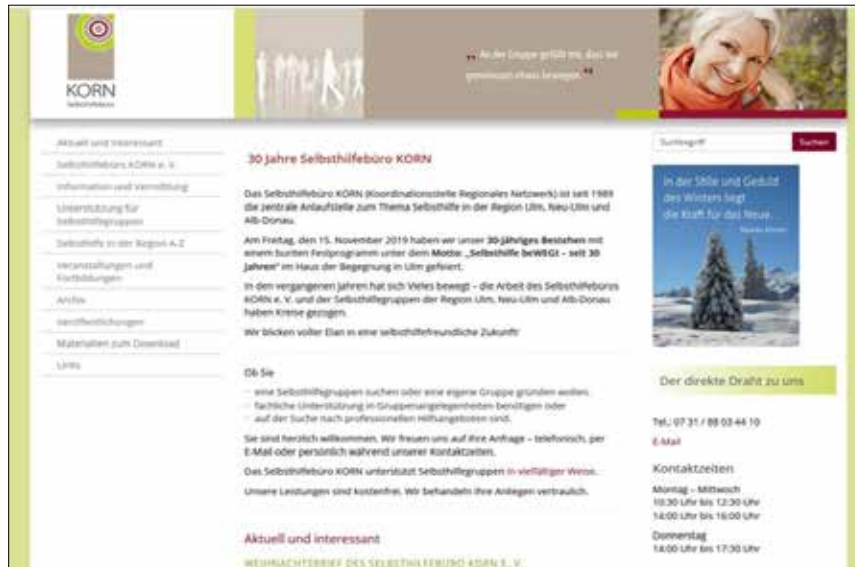 KORN
Selbsthilfebüro
„ An der Gruppe gefällt mir, dass wir
gemeinsam etwas bewegen. "
Aktuell und Interessant
Selbsthilfebüro KORN e. V.
Information und Vermittlung
Unterstützung für
Selbsthilfegruppen
Selbsthilfe in der Region A-Z
Veranstaltungen und
Fortbildungen
Archiv
Veröffentlichungen
Materialien zum Download
Links
30 Jahre Selbsthilfebüro KORN
Das Selbsthilfebüro KORN (Koordinationsstelle Regionales Netzwerk) ist seit 1989
die zentrale Anlaufstelle zum Thema Selbsthilfe in der Region Ulm, Neu-Ulm und
Alb-Donau.
Am Freitag, den 15. November 2019 haben wir unser 30-jähriges Bestehen mit
einem bunten Festprogramm unter dem Motto: „Selbsthilfe beWEGt – seit 30
Jahren" im Haus der Begegnung in Ulm gefeiert.
In den vergangenen Jahren hat sich Vieles bewegt – die Arbeit des Selbsthilfebüros
KORN e. V. und der Selbsthilfegruppen der Region Ulm, Neu-Ulm und Alb-Donau
haben Kreise gezogen.
Wir blicken voller Elan in eine selbsthilfefreundliche Zukunft!
Ob Sie
– eine Selbsthilfegruppen suchen oder eine eigene Gruppe gründen wollen,
– fachliche Unterstützung in Gruppenangelegenheiten benötigen oder
– auf der Suche nach professionellen Hilfsangeboten sind.
Sie sind herzlich willkommen. Wir freuen uns auf Ihre Anfrage – telefonisch, per
E-Mail oder persönlich während unserer Kontaktzeiten.
Das Selbsthilfebüro KORN unterstützt Selbsthilfegruppen in vielfältiger Weise.
Unsere Leistungen sind kostenfrei. Wir behandeln Ihre Anliegen vertraulich.
Aktuell und interessant
WEIHNACHTSBRIEF DES SELBSTHILFEBÜRO KORN E. V.
Suchbegriff
Suchen
In der Stille und Geduld
des Winters liegt
die Kraft für das Neue.
Der direkte Draht zu uns
Tel.: 07 31 / 88 03 44 10
E-Mail
Kontaktzeiten
Montag – Mittwoch
10:30 Uhr bis 12:30 Uhr
14:00 Uhr bis 16:00 Uhr
Donnerstag
14:00 Uhr bis 17:30 Uhr